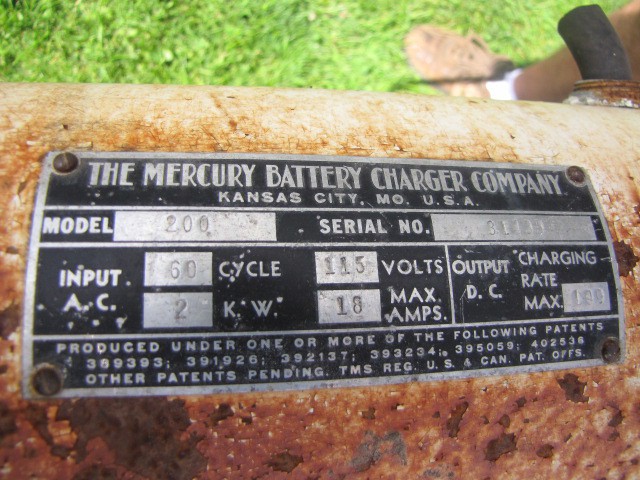 THE MERCURY BATTERY CHARGER COMPANY
KANSAS CITY, MO. U.S.A.
MODEL 200 SERIAL NO.
INPUT A.C. 60 CYCLE 115 VOLTS
2 K.W. 18 MAX. AMPS.
OUTPUT D.C. CHARGING RATE MAX.
PRODUCED UNDER ONE OR MORE OF THE FOLLOWING PATENTS
389393; 391926; 392137; 393234; 395059; 402536
OTHER PATENTS PENDING. TMS REG. U.S. & CAN. PAT. OFFS.